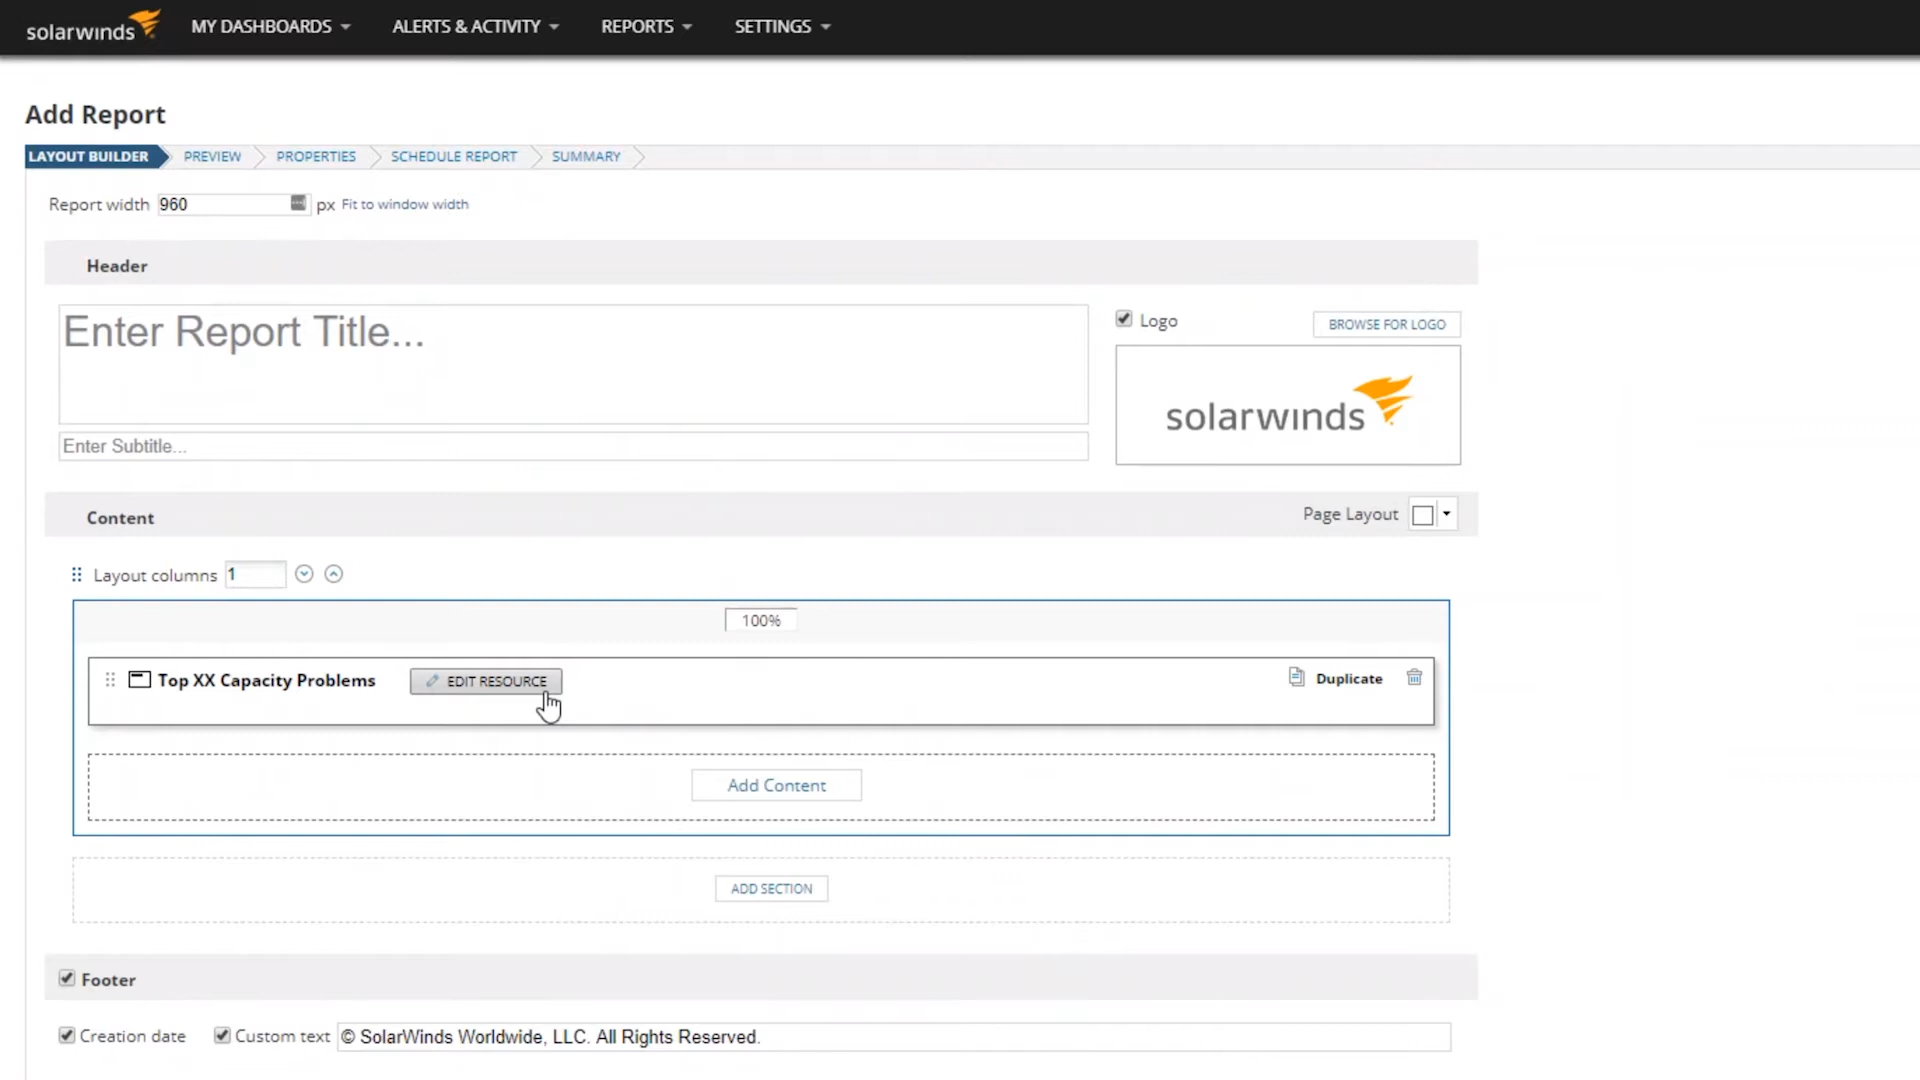 solarwinds MY DASHBOARDS ALERTS & ACTIVITY REPORTS SETTINGS
Add Report
LAYOUT BUILDER PREVIEW PROPERTIES SCHEDULE REPORT SUMMARY
Report width 960 px Fit to window width
Header
Enter Report Title...
Logo BROWSE FOR LOGO
solarwinds
Enter Subtitle...
Content Page Layout
Layout columns 1
100%
Top XX Capacity Problems EDIT RESOURCE Duplicate
Add Content
ADD SECTION
Footer
Creation date Custom text © SolarWinds Worldwide, LLC. All Rights Reserved.